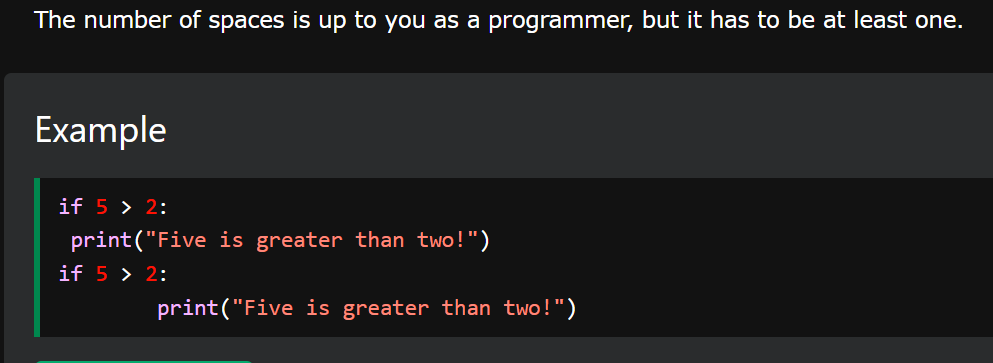 The number of spaces is up to you as a programmer, but it has to be at least one.
Example
if 5 > 2:
 print("Five is greater than two!")
if 5 > 2:
        print("Five is greater than two!")